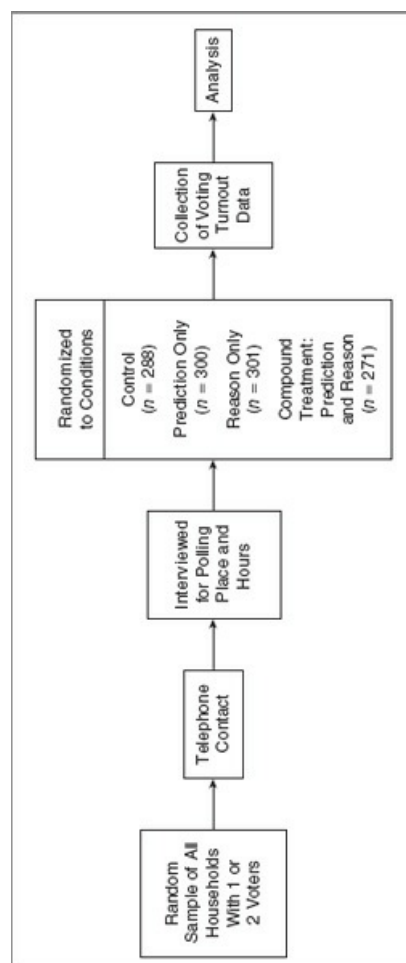 Random
Sample of All
Households
With 1 or
2 Voters
Telephone
Contact
Interviewed
for Polling
Place and
Hours
Randomized
to Conditions
Control
(n = 288)
Prediction Only
(n = 300)
Reason Only
(n = 301)
Compound
Treatment:
Prediction
and Reason
(n = 271)
Collection
of Voting
Turnout
Data
Analysis